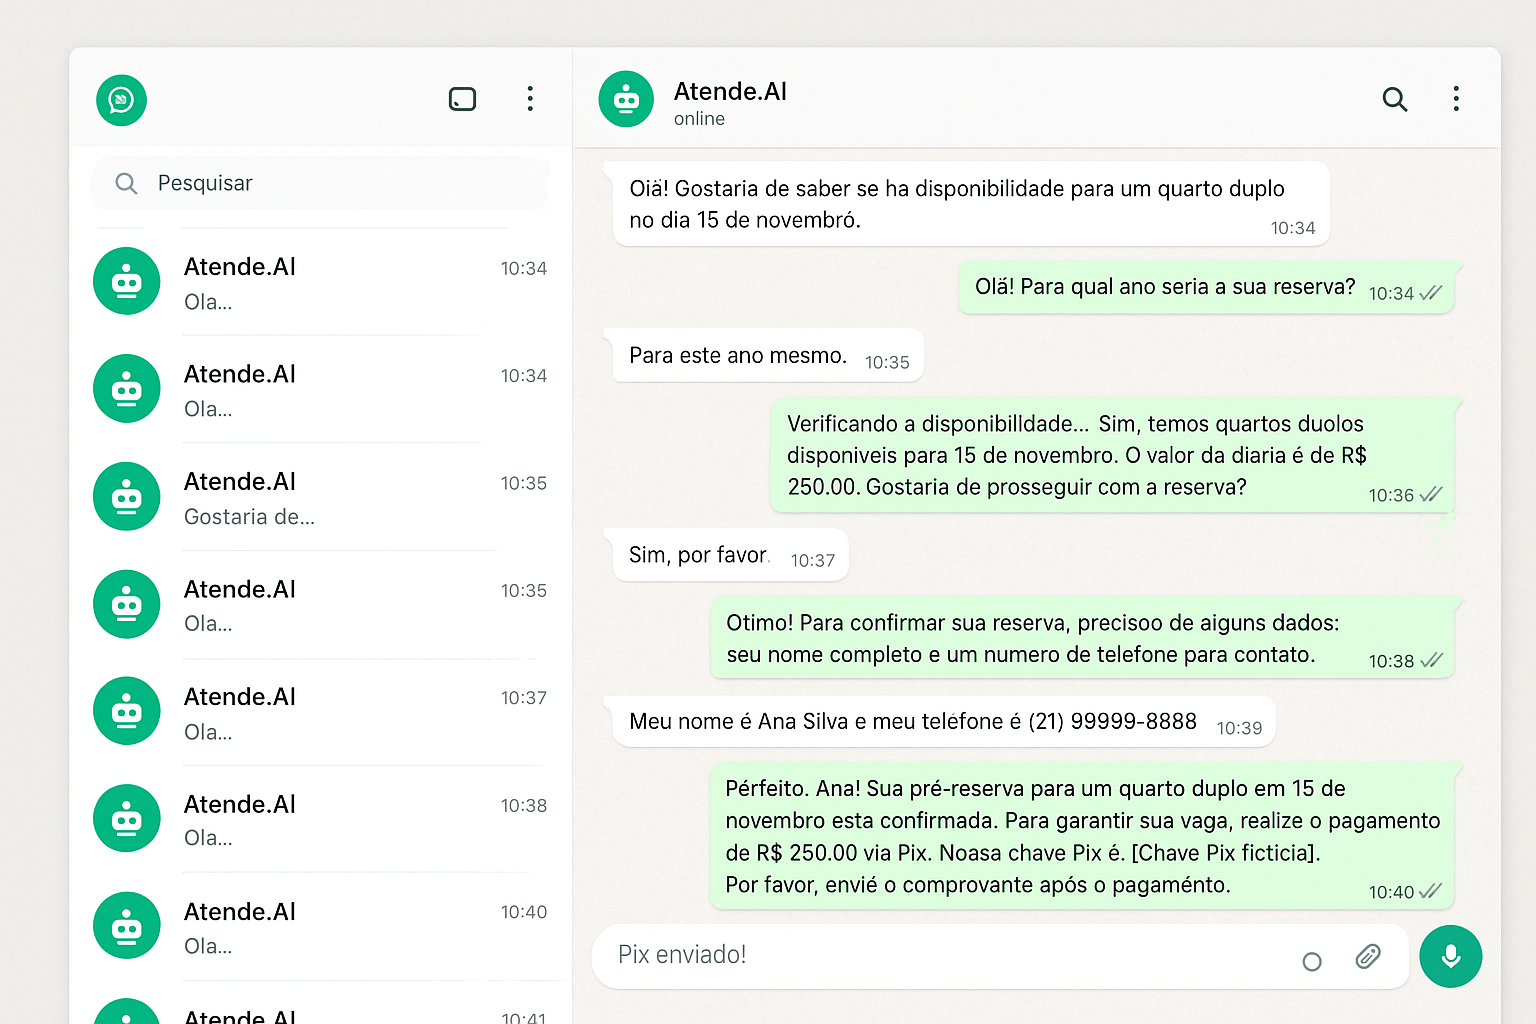 Pesquisar
Atende.AI
10:34
Ola...
Atende.AI
10:34
Ola...
Atende.AI
10:35
Gostaria de...
Atende.AI
10:35
Ola...
Atende.AI
10:37
Ola...
Atende.AI
10:38
Ola...
Atende.AI
10:40
Ola...
Atende.AI
10:41
Atende.AI
online
Oiä! Gostaria de saber se ha disponibilidade para um quarto duplo
no dia 15 de novembró.
10:34
Olá! Para qual ano seria a sua reserva?
10:34
Para este ano mesmo.
10:35
Verificando a disponibilldade... Sim, temos quartos duolos
disponiveis para 15 de novembro. O valor da diaria é de R$
250.00. Gostaria de prosseguir com a reserva?
10:36
Sim, por favor.
10:37
Otimo! Para confirmar sua reserva, precisoo de aiguns dados:
seu nome completo e um numero de telefone para contato.
10:38
Meu nome é Ana Silva e meu teléfone é (21) 99999-8888
10:39
Pérfeito. Ana! Sua pré-reserva para um quarto duplo em 15 de
novembro esta confirmada. Para garantir sua vaga, realize o pagamento
de R$ 250.00 via Pix. Noasa chave Pix é. [Chave Pix ficticia].
Por favor, envié o comprovante após o pagaménto.
10:40
Pix enviado!